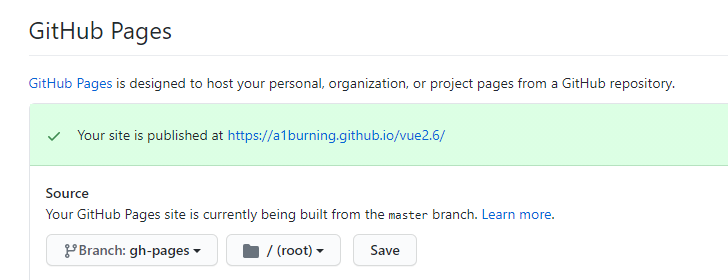 GitHub Pages
GitHub Pages is designed to host your personal, organization, or project pages from a GitHub repository.
Your site is published at https://a1burning.github.io/vue2.6/
Source
Your GitHub Pages site is currently being built from the master branch. Learn more.
Branch: gh-pages / (root) Save